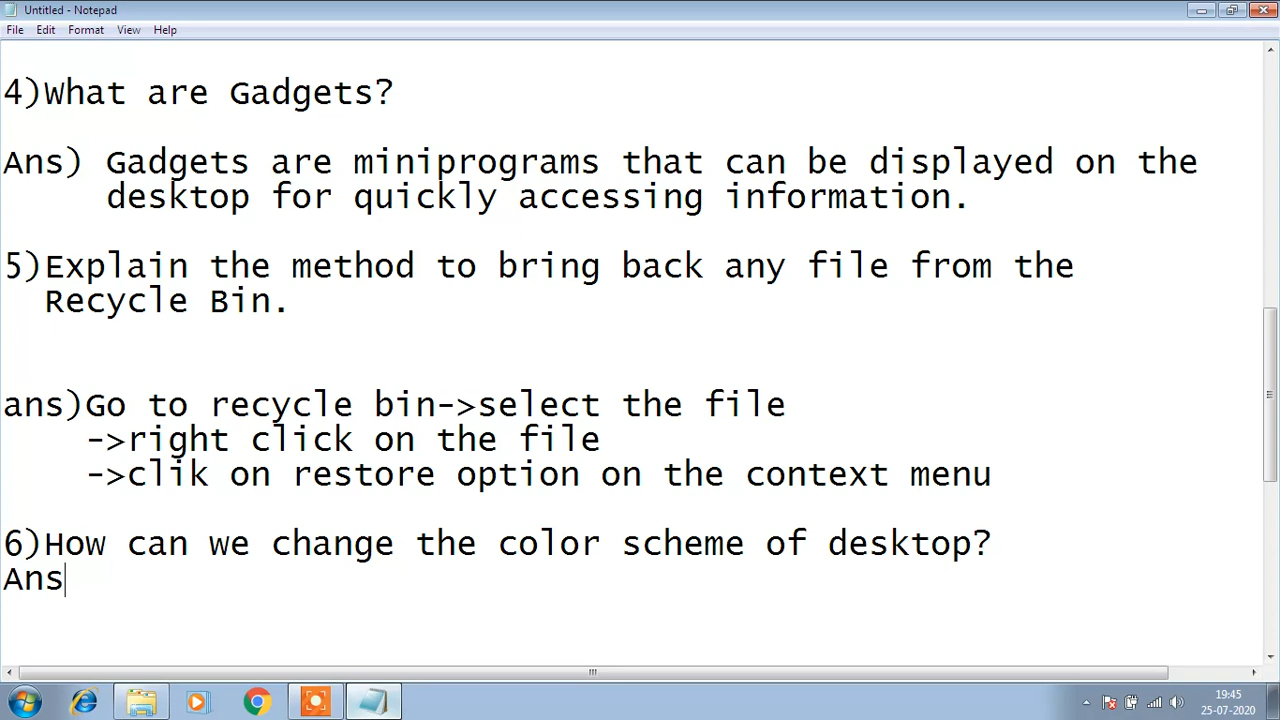 Untitled - Notepad
File Edit Format View Help
4)What are Gadgets?
Ans) Gadgets are miniprograms that can be displayed on the
desktop for quickly accessing information.
5)Explain the method to bring back any file from the
Recycle Bin.
ans)Go to recycle bin->select the file
->right click on the file
->clik on restore option on the context menu
6)How can we change the color scheme of desktop?
Ans
19:45
25-07-2020